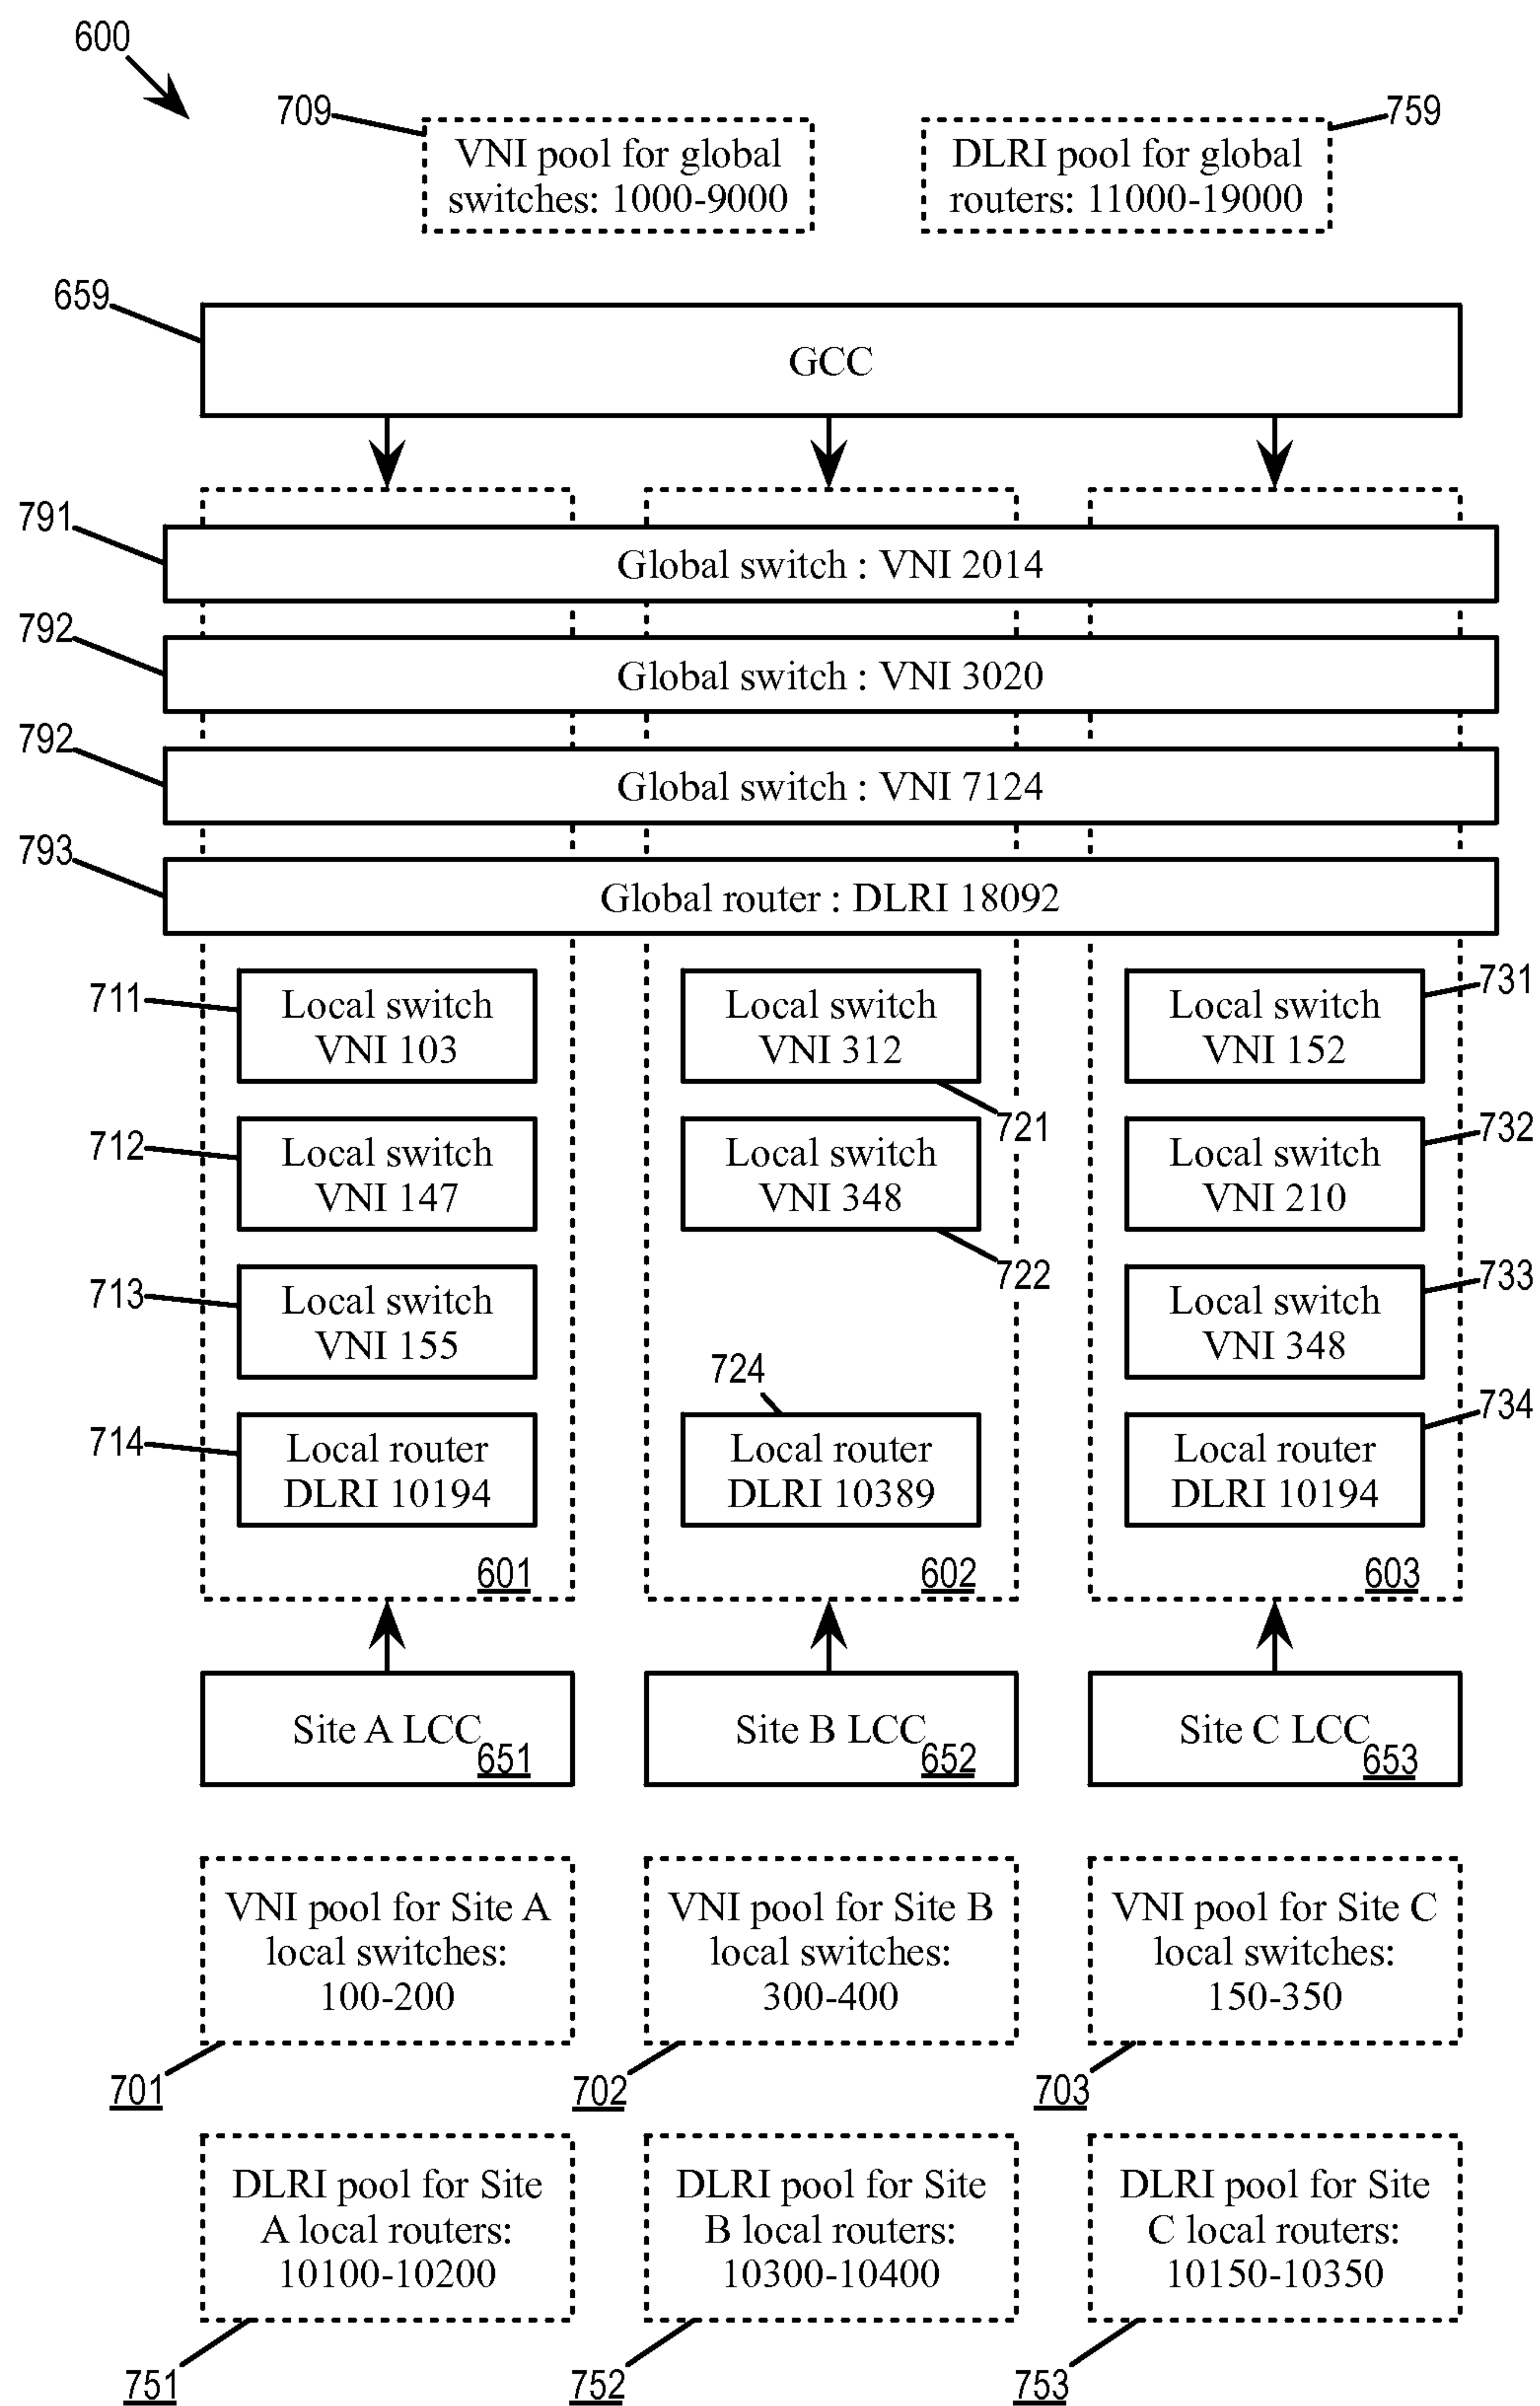 600
709
VNI pool for global
switches: 1000-9000
759
DLRI pool for global
routers: 11000-19000
659
GCC
791
Global switch : VNI 2014
792
Global switch : VNI 3020
792
Global switch : VNI 7124
793
Global router : DLRI 18092
711
Local switch
VNI 103
712
Local switch
VNI 147
713
Local switch
VNI 155
714
Local router
DLRI 10194
601
Local switch
VNI 312
721
Local switch
VNI 348
722
724
Local router
DLRI 10389
602
731
Local switch
VNI 152
732
Local switch
VNI 210
733
Local switch
VNI 348
734
Local router
DLRI 10194
603
Site A LCC
651
Site B LCC
652
Site C LCC
653
VNI pool for Site A
local switches:
100-200
701
VNI pool for Site B
local switches:
300-400
702
VNI pool for Site C
local switches:
150-350
703
DLRI pool for Site
A local routers:
10100-10200
751
DLRI pool for Site
B local routers:
10300-10400
752
DLRI pool for Site
C local routers:
10150-10350
753